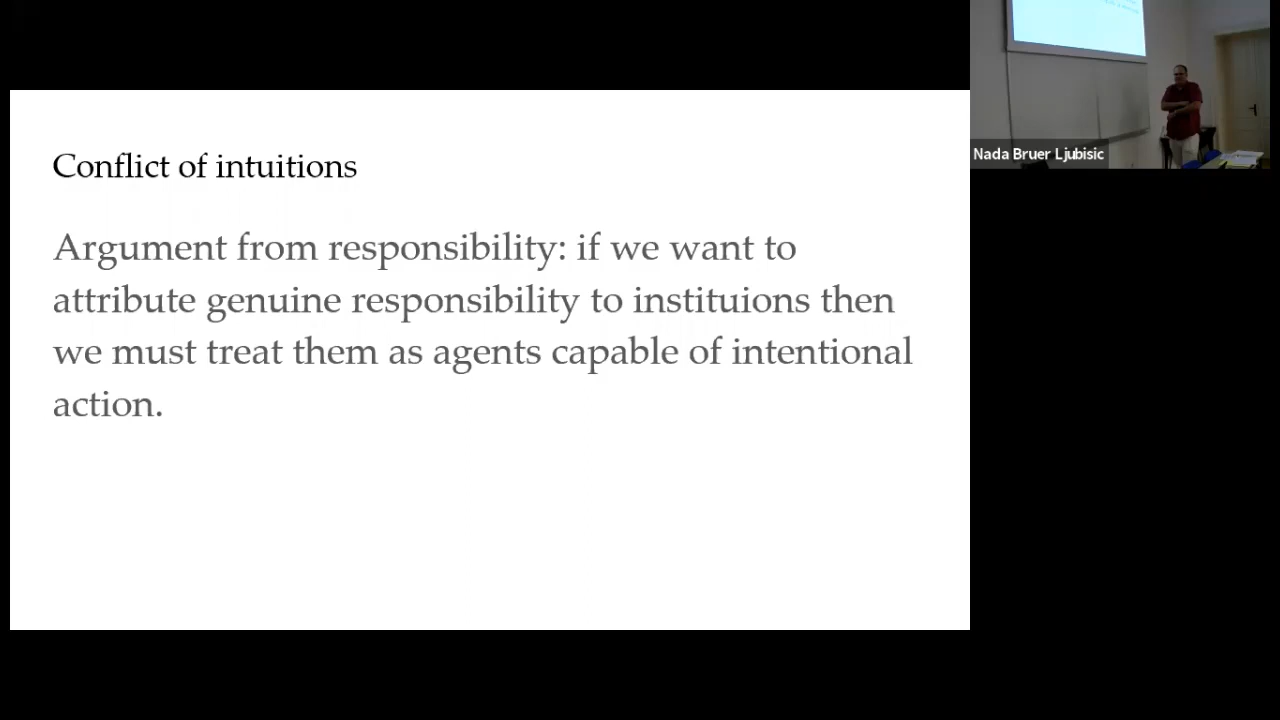 Conflict of intuitions
Argument from responsibility: if we want to
attribute genuine responsibility to instituions then
we must treat them as agents capable of intentional
action.
Nada Bruer Ljubisic